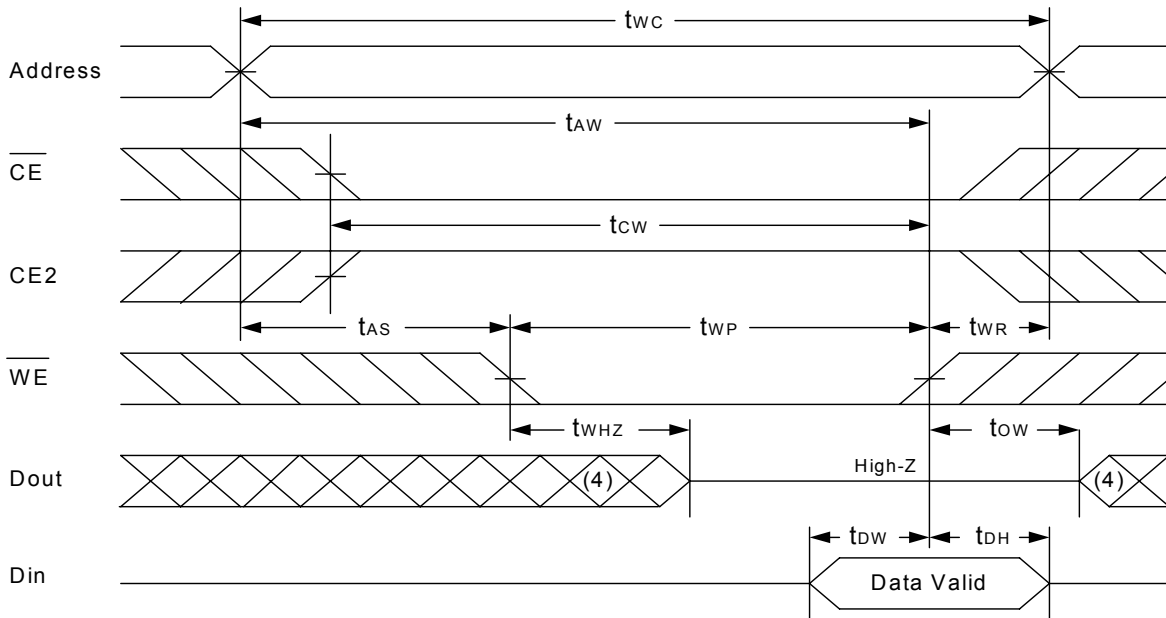 tWC
Address
tAW
CE
tCW
CE2
tAS tWP tWR
WE
tWHZ tOW
Dout (4) High-Z (4)
tDW tDH
Din Data Valid